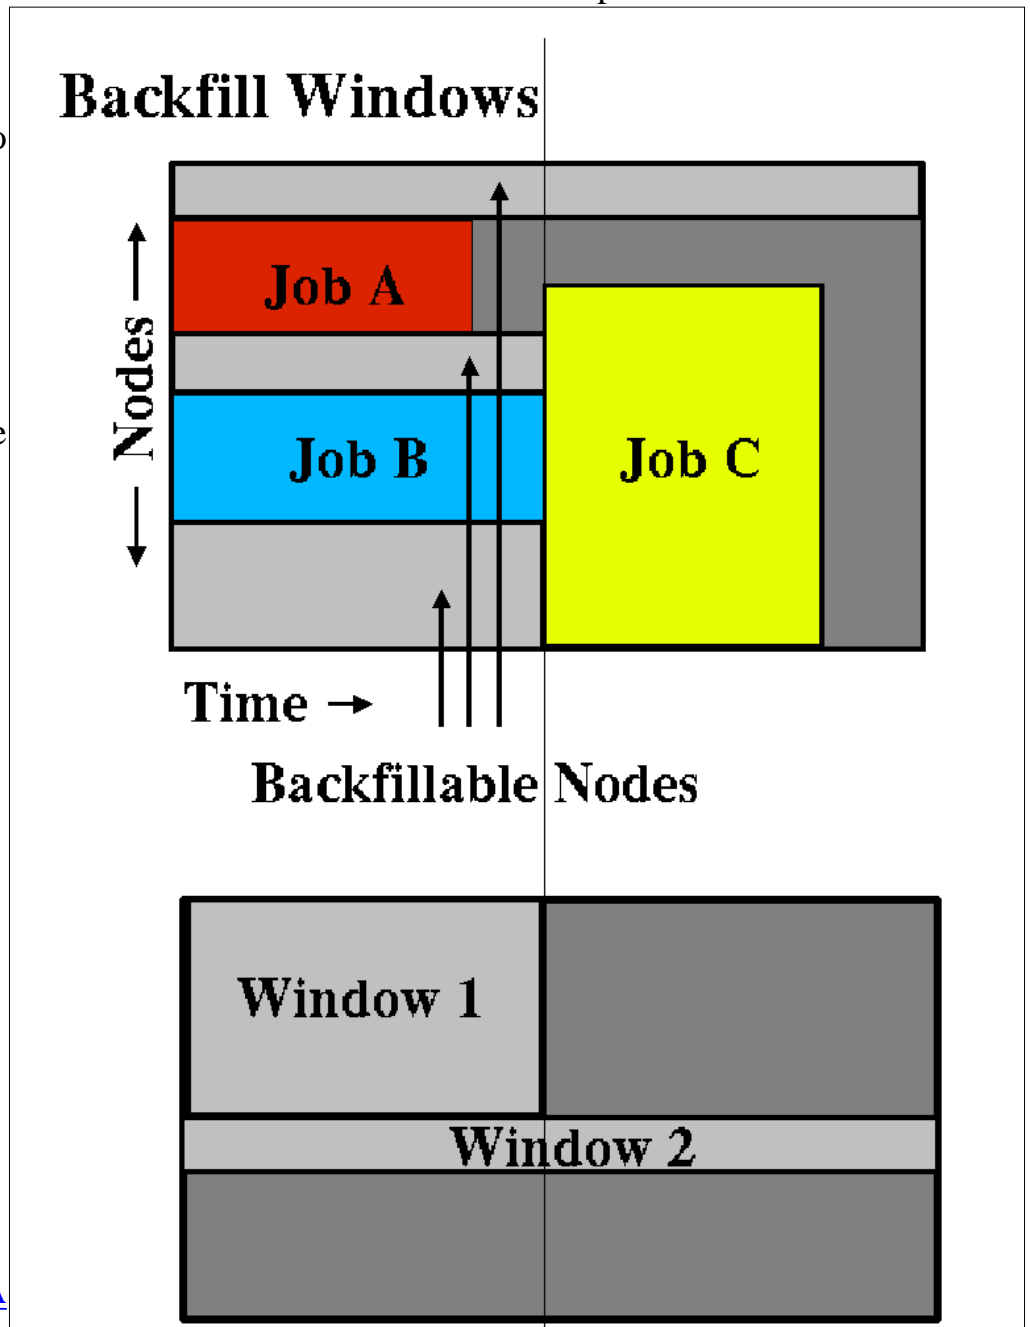 Backfill Windows
Job A
Nodes
Job B
Job C
Time
Backfillable Nodes
Window 1
Window 2